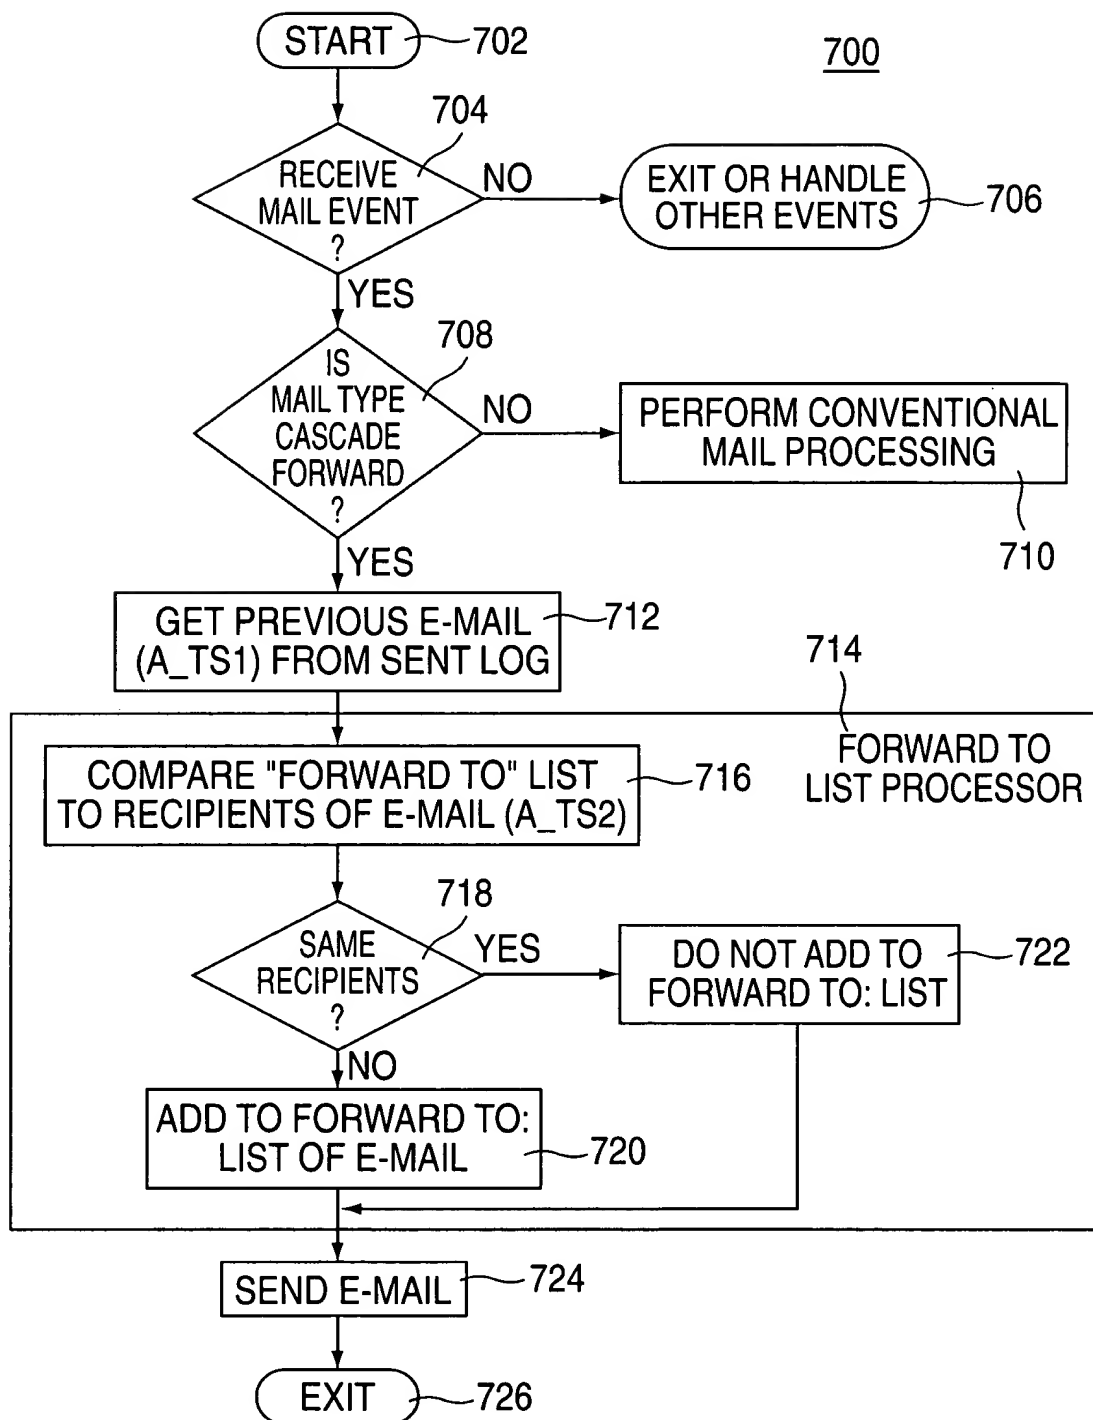 START
702
700
704
RECEIVE
MAIL EVENT
?
NO
EXIT OR HANDLE
OTHER EVENTS
706
YES
708
IS
MAIL TYPE
CASCADE
FORWARD
?
NO
PERFORM CONVENTIONAL
MAIL PROCESSING
710
YES
GET PREVIOUS E-MAIL
(A_TS1) FROM SENT LOG
712
714
FORWARD TO
LIST PROCESSOR
COMPARE "FORWARD TO" LIST
TO RECIPIENTS OF E-MAIL (A_TS2)
716
718
SAME
RECIPIENTS
?
YES
DO NOT ADD TO
FORWARD TO: LIST
722
NO
ADD TO FORWARD TO:
LIST OF E-MAIL
720
SEND E-MAIL
724
EXIT
726